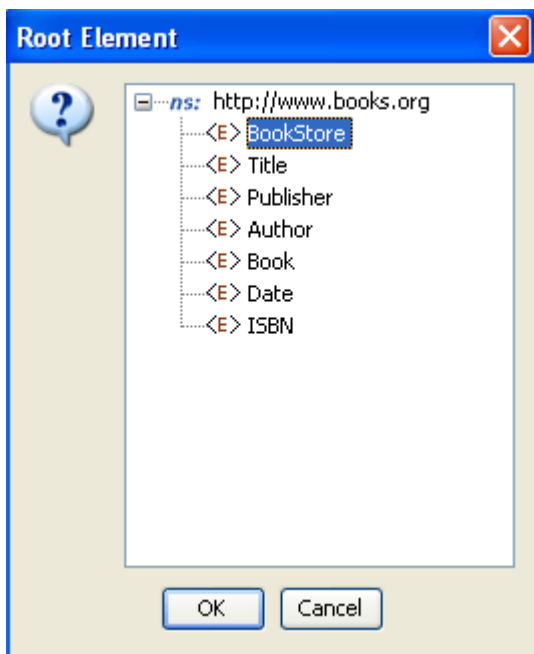 Root Element
ns: http://www.books.org
<E> BookStore
<E> Title
<E> Publisher
<E> Author
<E> Book
<E> Date
<E> ISBN
OK Cancel